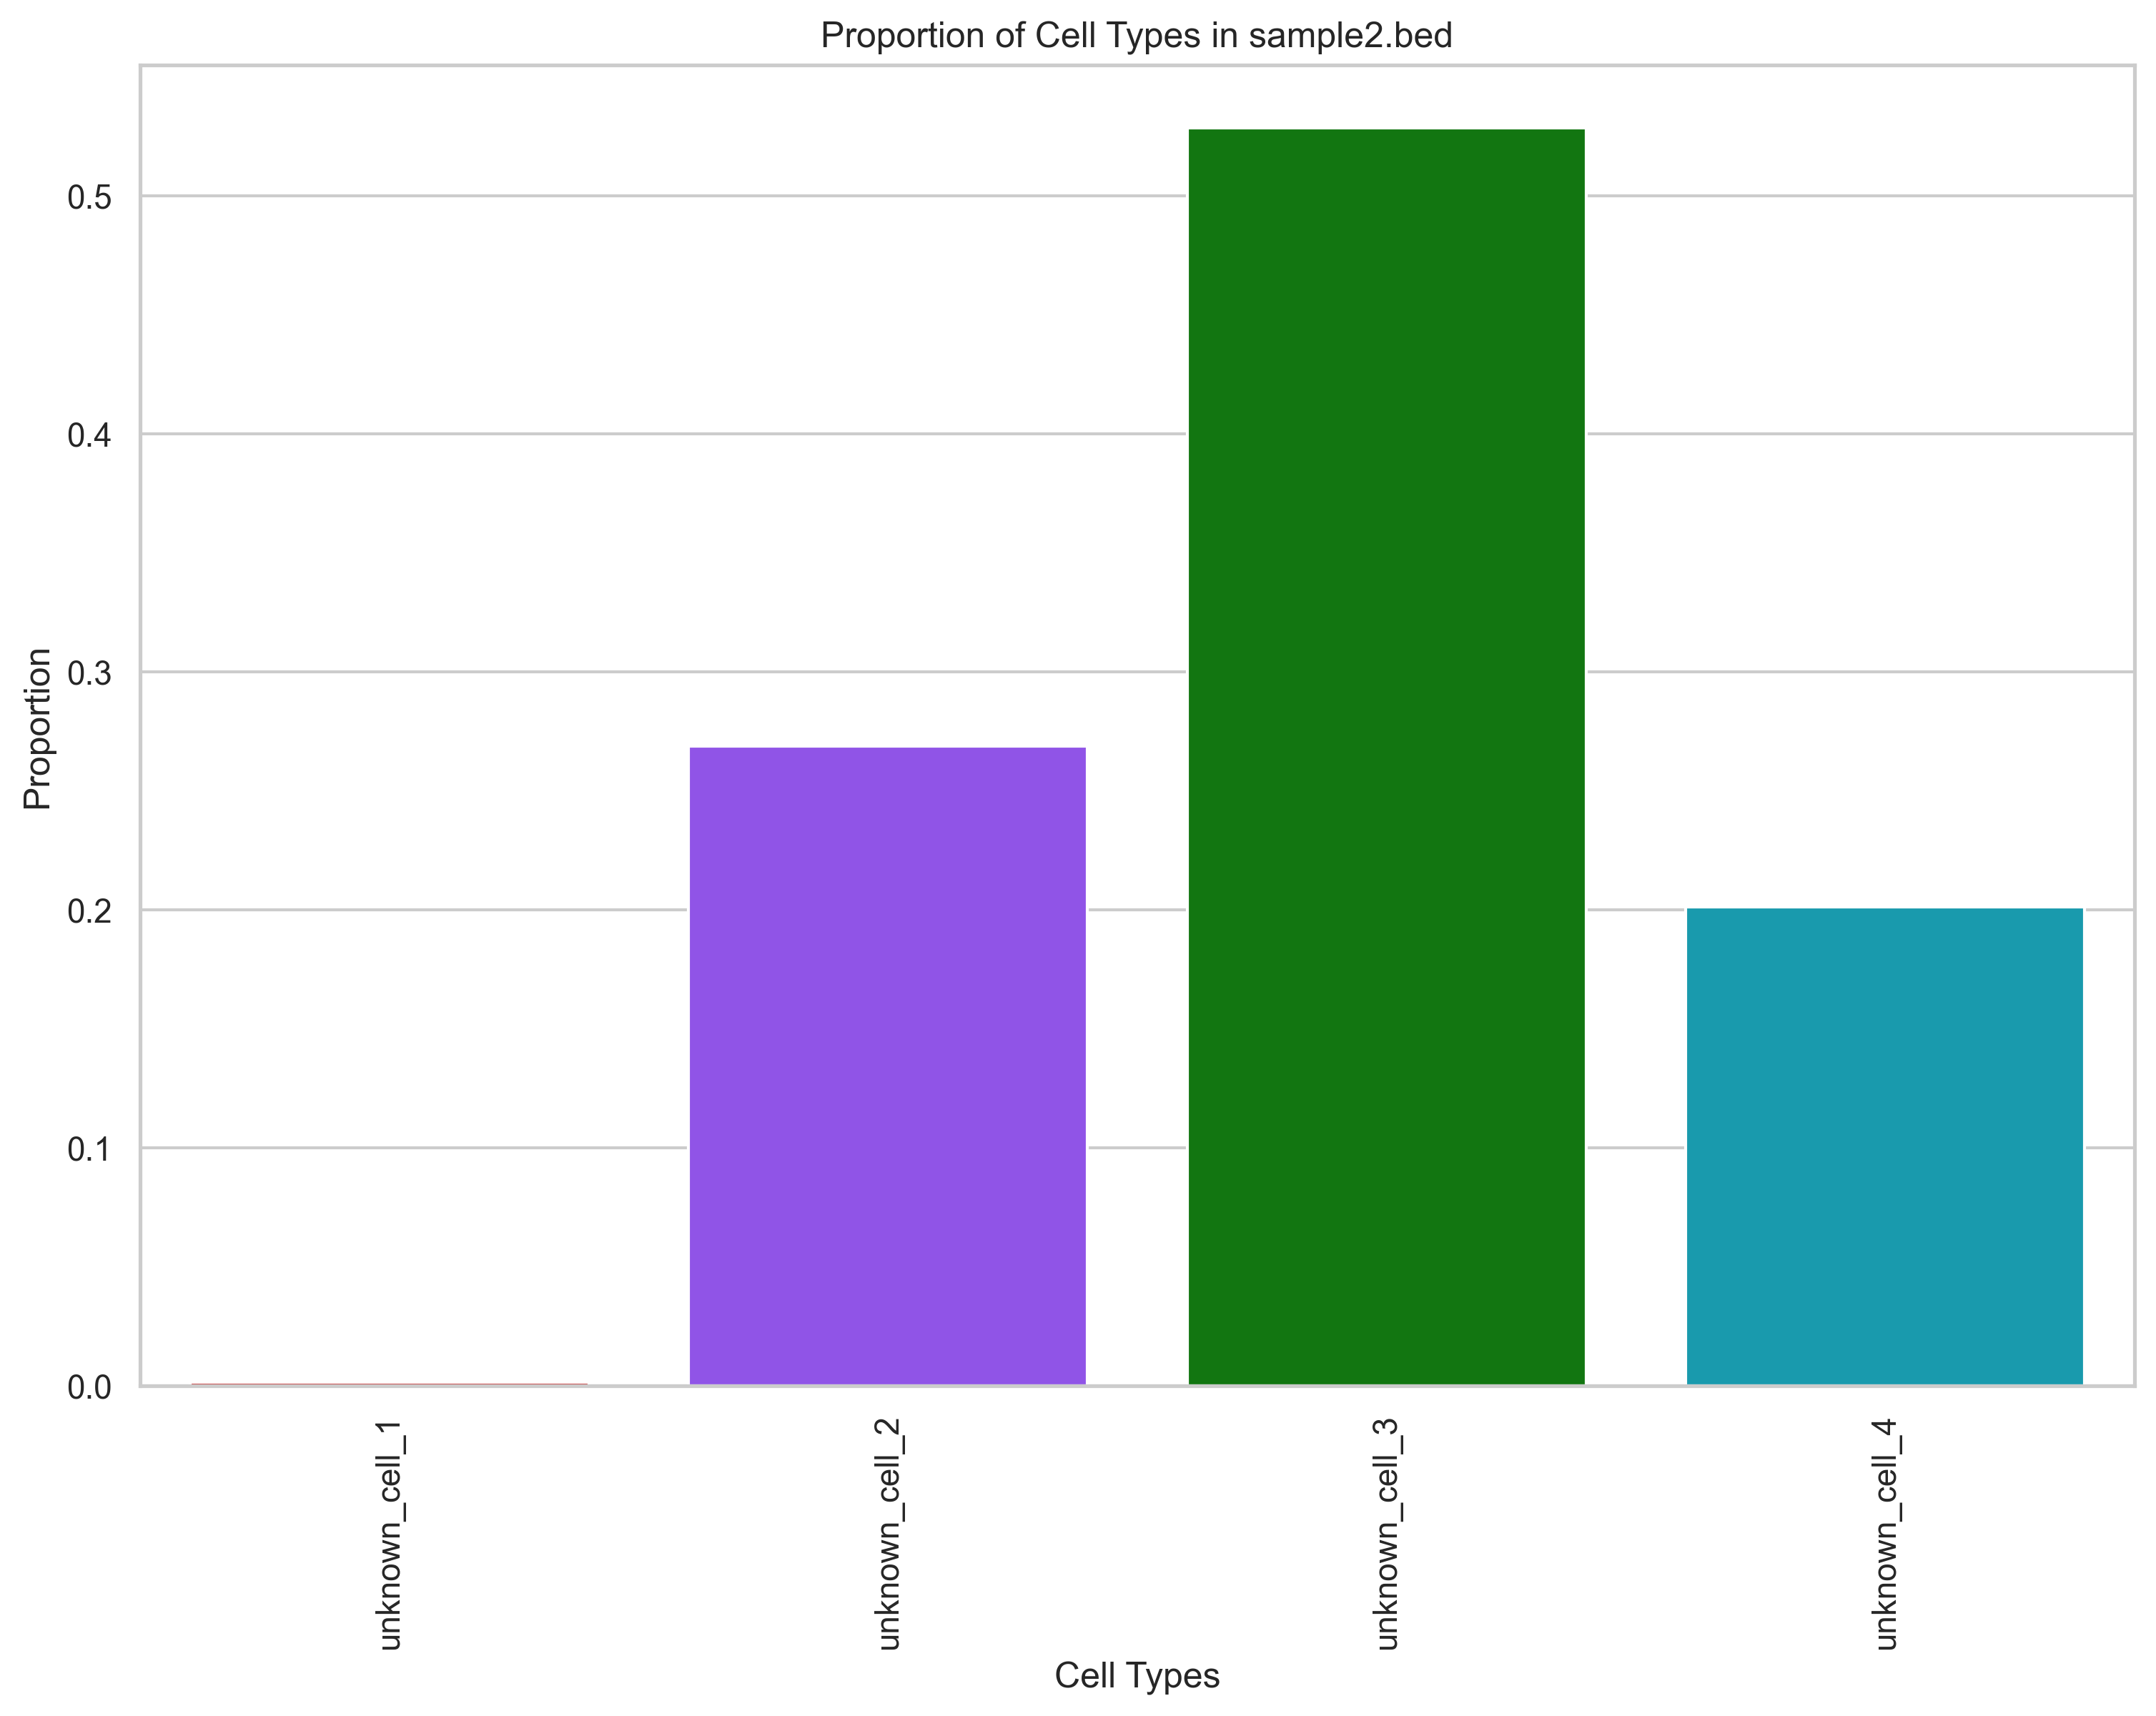 Proportion of Cell Types in sample2.bed
Proportion
0.5
0.4
0.3
0.2
0.1
0.0
unknown_cell_1
unknown_cell_2
unknown_cell_3
unknown_cell_4
Cell Types